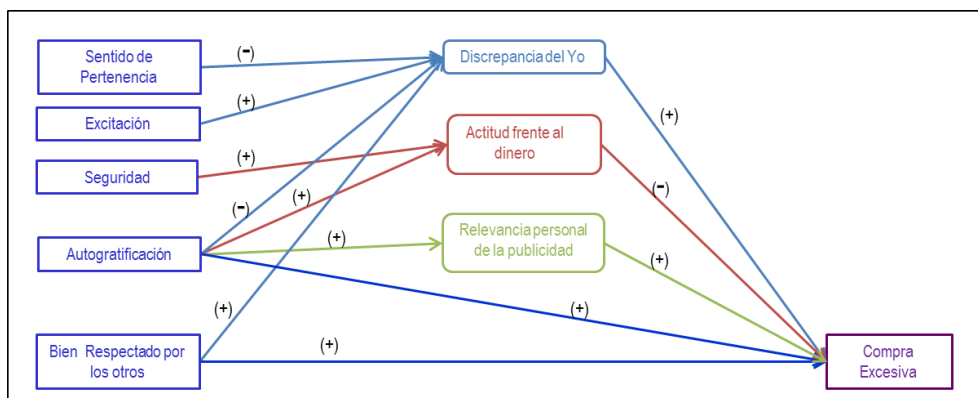 Sentido de
Pertenencia
(-)
Discrepancia del Yo
(+)
Excitación
(+)
Actitud frente al
dinero
(+)
Seguridad
(-)
(+)
(-)
Relevancia personal
de la publicidad
(+)
Autogratificación
(+)
(+)
(+)
Bien Respectado por
los otros
(+)
Compra
Excesiva